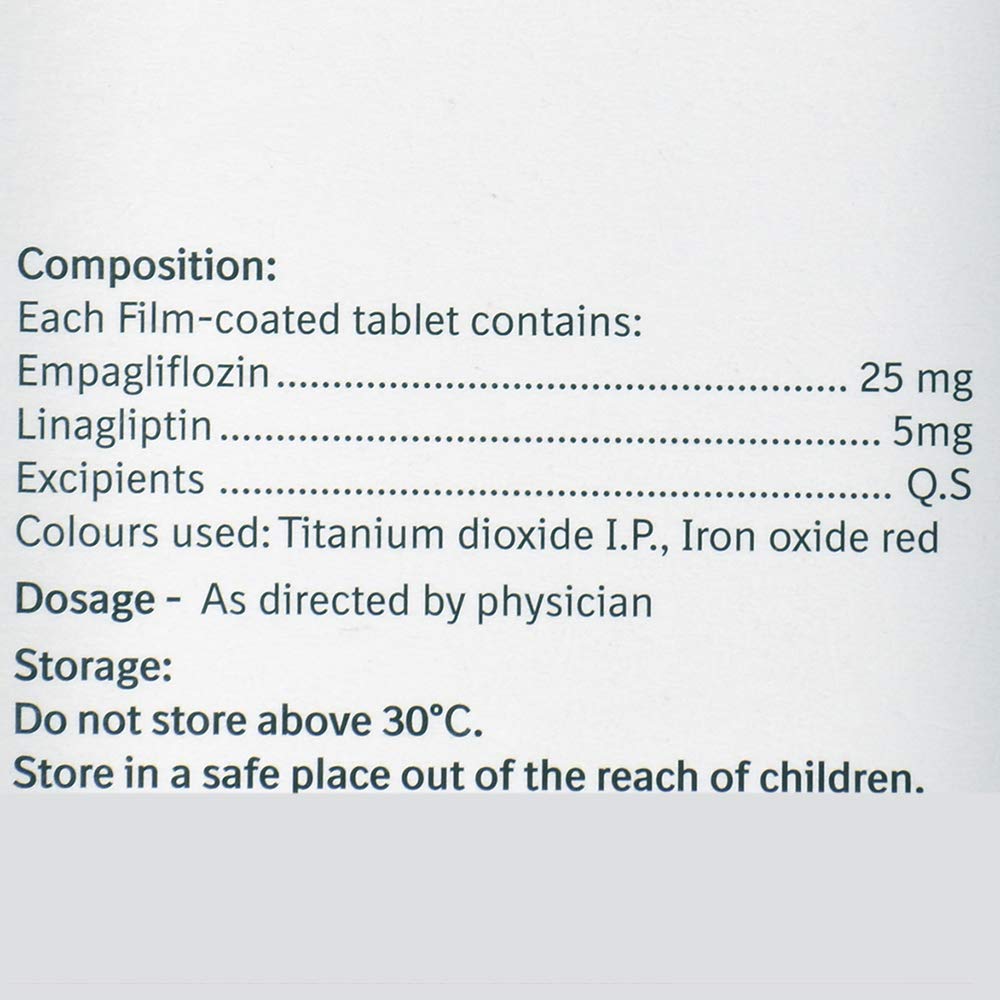 Composition:
Each Film-coated tablet contains:
Empagliflozin................................................................ 25 mg
Linagliptin.......................................................................... 5mg
Excipients ........................................................................... Q.S
Colours used: Titanium dioxide I.P., Iron oxide red
Dosage - As directed by physician
Storage:
Do not store above 30°C.
Store in a safe place out of the reach of children.